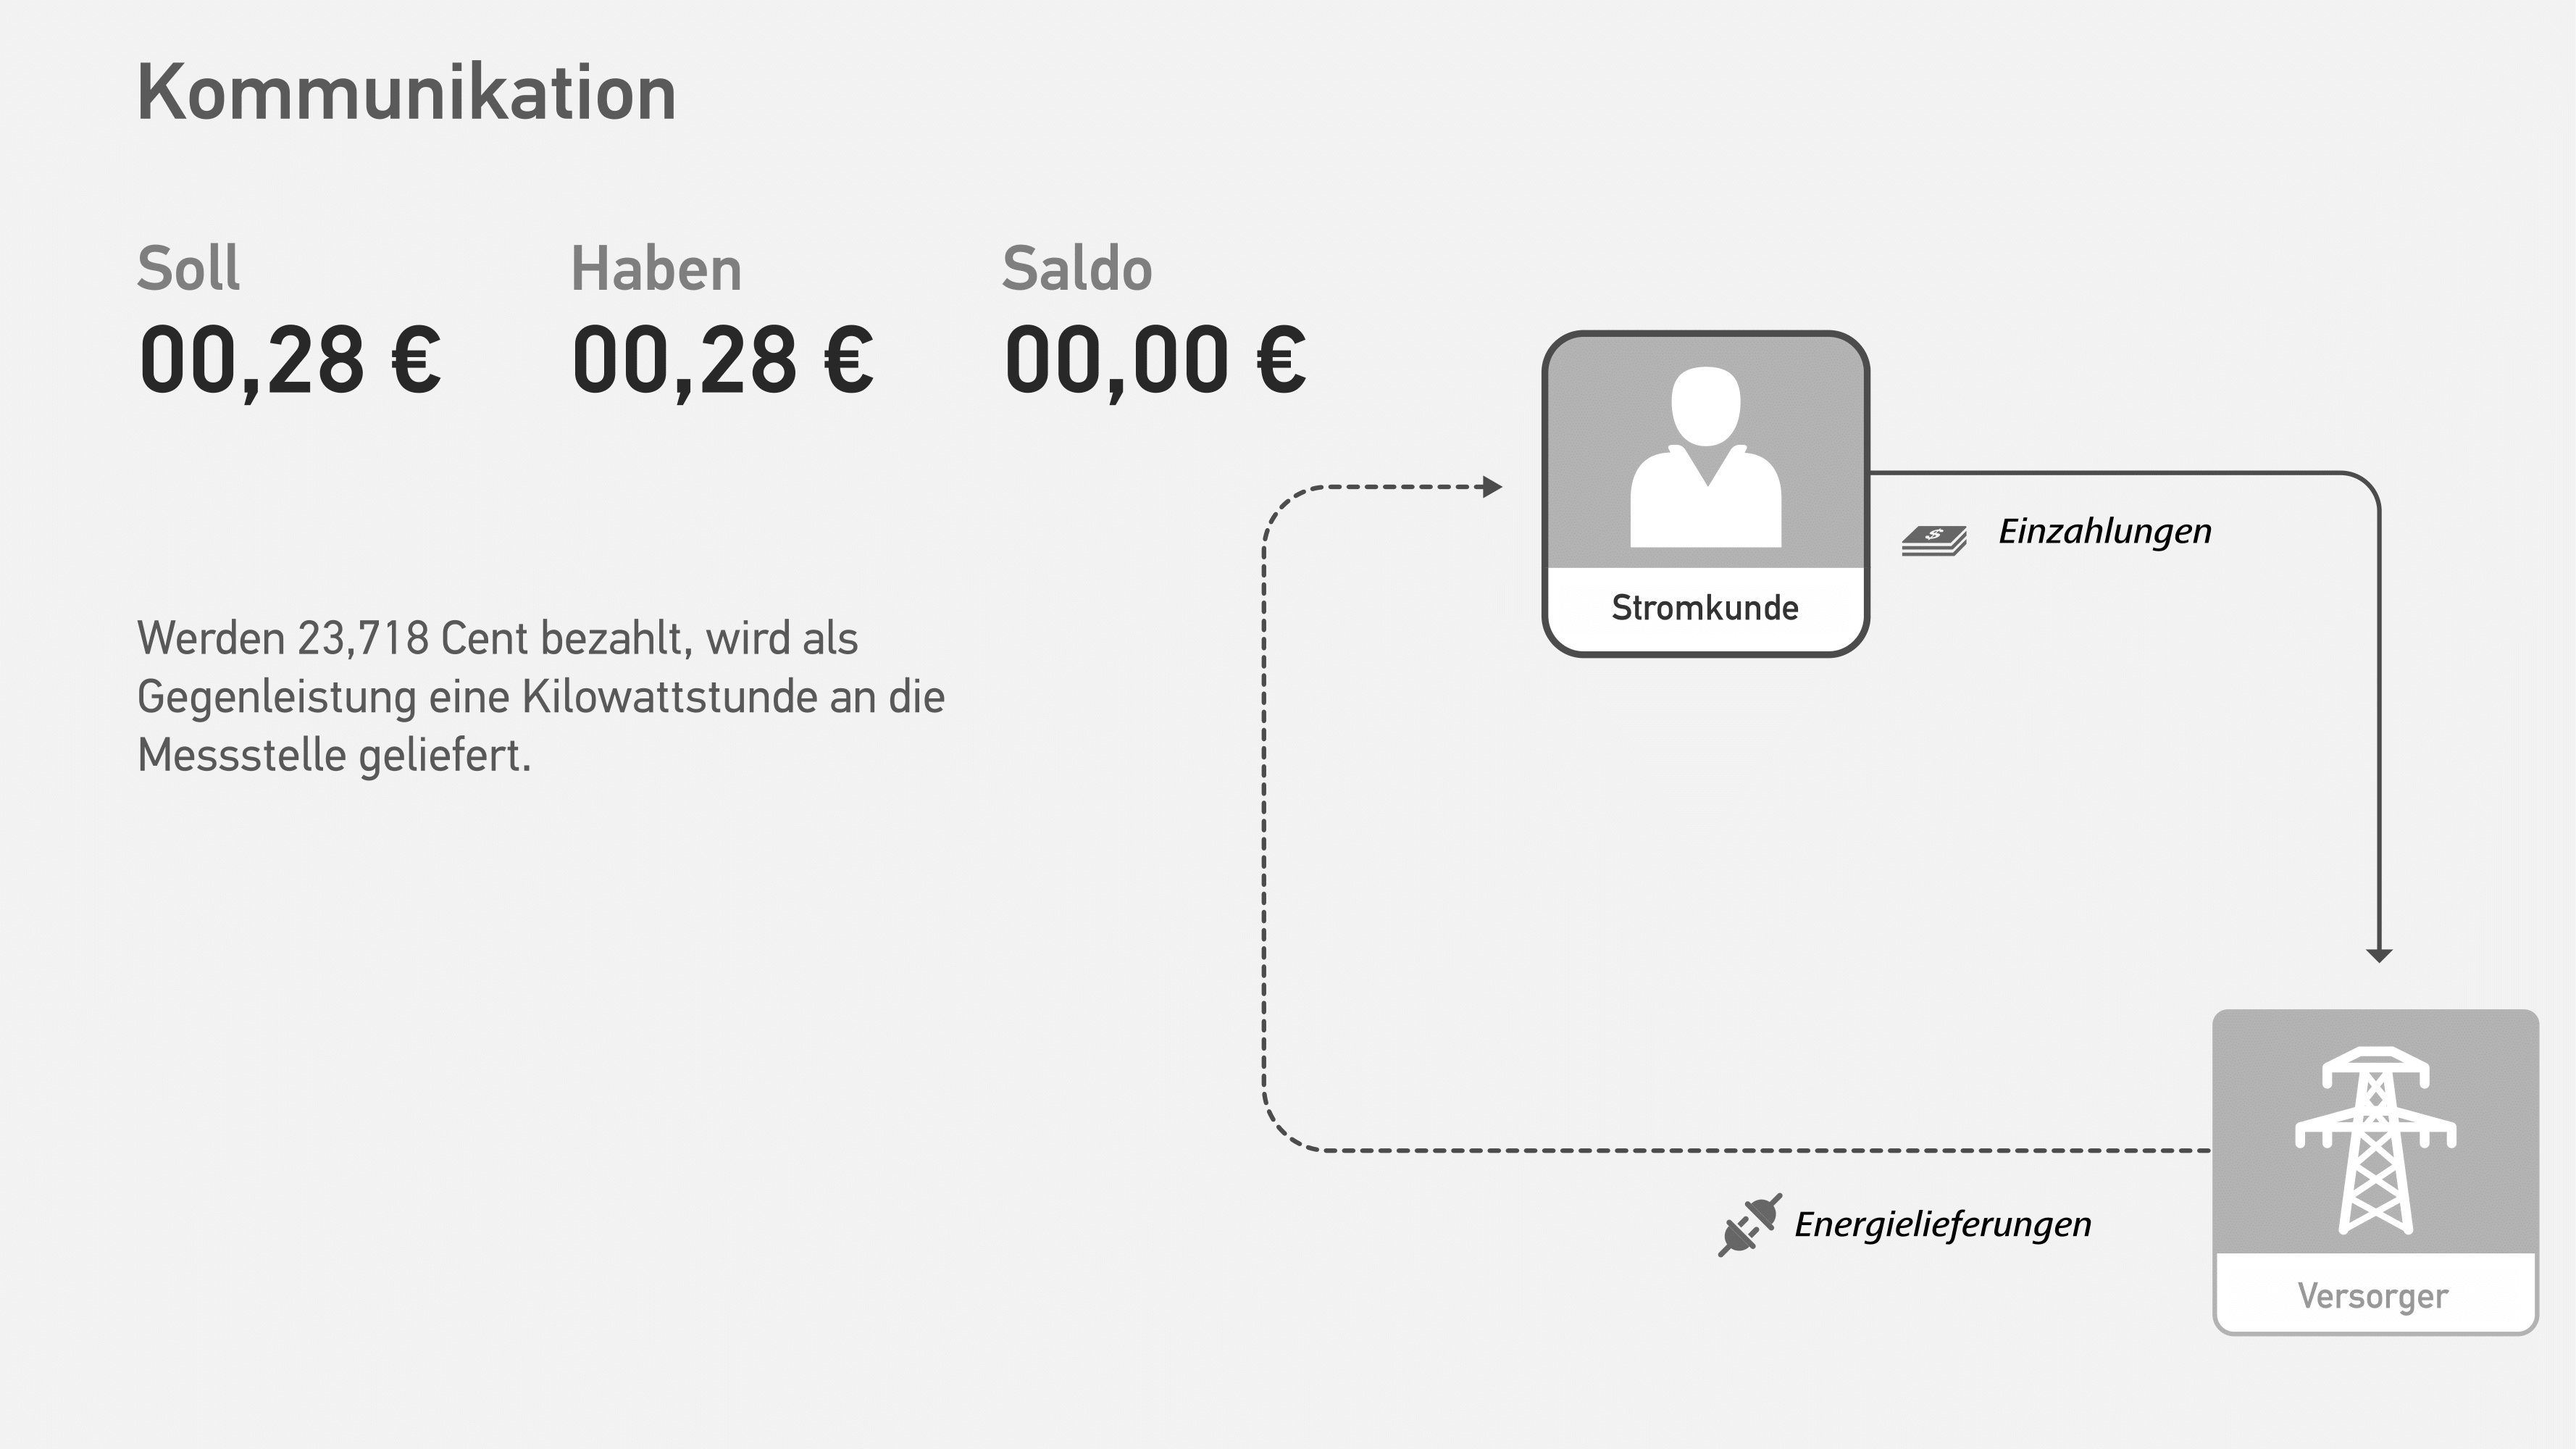 Kommunikation
Soll
Haben
Saldo
00,28 €
00,28 €
00,00 €
Werden 23,718 Cent bezahlt, wird als
Gegenleistung eine Kilowattstunde an die
Messstelle geliefert.
Stromkunde
$
Einzahlungen
Energielieferungen
Versorger